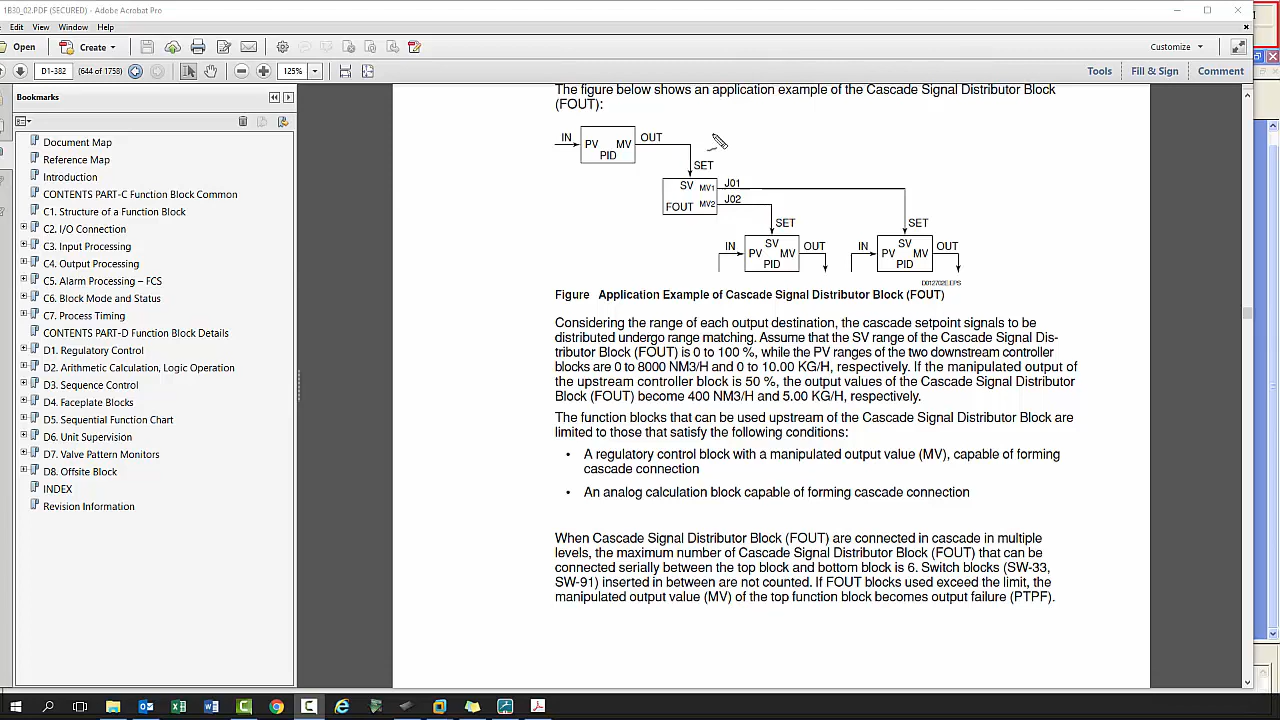 1B30_02.PDF (SECURED) - Adobe Acrobat Pro
Edit View Window Help
Open Create Customize
D1-382 (644 of 1758) 125% Tools Fill & Sign Comment
Bookmarks
Document Map
Reference Map
Introduction
CONTENTS PART-C Function Block Common
C1. Structure of a Function Block
C2. I/O Connection
C3. Input Processing
C4. Output Processing
C5. Alarm Processing – FCS
C6. Block Mode and Status
C7. Process Timing
CONTENTS PART-D Function Block Details
D1. Regulatory Control
D2. Arithmetic Calculation, Logic Operation
D3. Sequence Control
D4. Faceplate Blocks
D5. Sequential Function Chart
D6. Unit Supervision
D7. Valve Pattern Monitors
D8. Offsite Block
INDEX
Revision Information
The figure below shows an application example of the Cascade Signal Distributor Block
(FOUT):
IN PV MV OUT
PID
SET
SV MV1 J01
FOUT MV2 J02
SET SET
IN SV OUT IN SV OUT
PV MV PV MV
PID PID
D012702E.EPS
Figure Application Example of Cascade Signal Distributor Block (FOUT)
Considering the range of each output destination, the cascade setpoint signals to be
distributed undergo range matching. Assume that the SV range of the Cascade Signal Dis-
tributor Block (FOUT) is 0 to 100 %, while the PV ranges of the two downstream controller
blocks are 0 to 8000 NM3/H and 0 to 10.00 KG/H, respectively. If the manipulated output of
the upstream controller block is 50 %, the output values of the Cascade Signal Distributor
Block (FOUT) become 400 NM3/H and 5.00 KG/H, respectively.
The function blocks that can be used upstream of the Cascade Signal Distributor Block are
limited to those that satisfy the following conditions:
• A regulatory control block with a manipulated output value (MV), capable of forming
cascade connection
• An analog calculation block capable of forming cascade connection
When Cascade Signal Distributor Block (FOUT) are connected in cascade in multiple
levels, the maximum number of Cascade Signal Distributor Block (FOUT) that can be
connected serially between the top block and bottom block is 6. Switch blocks (SW-33,
SW-91) inserted in between are not counted. If FOUT blocks used exceed the limit, the
manipulated output value (MV) of the top function block becomes output failure (PTPF).